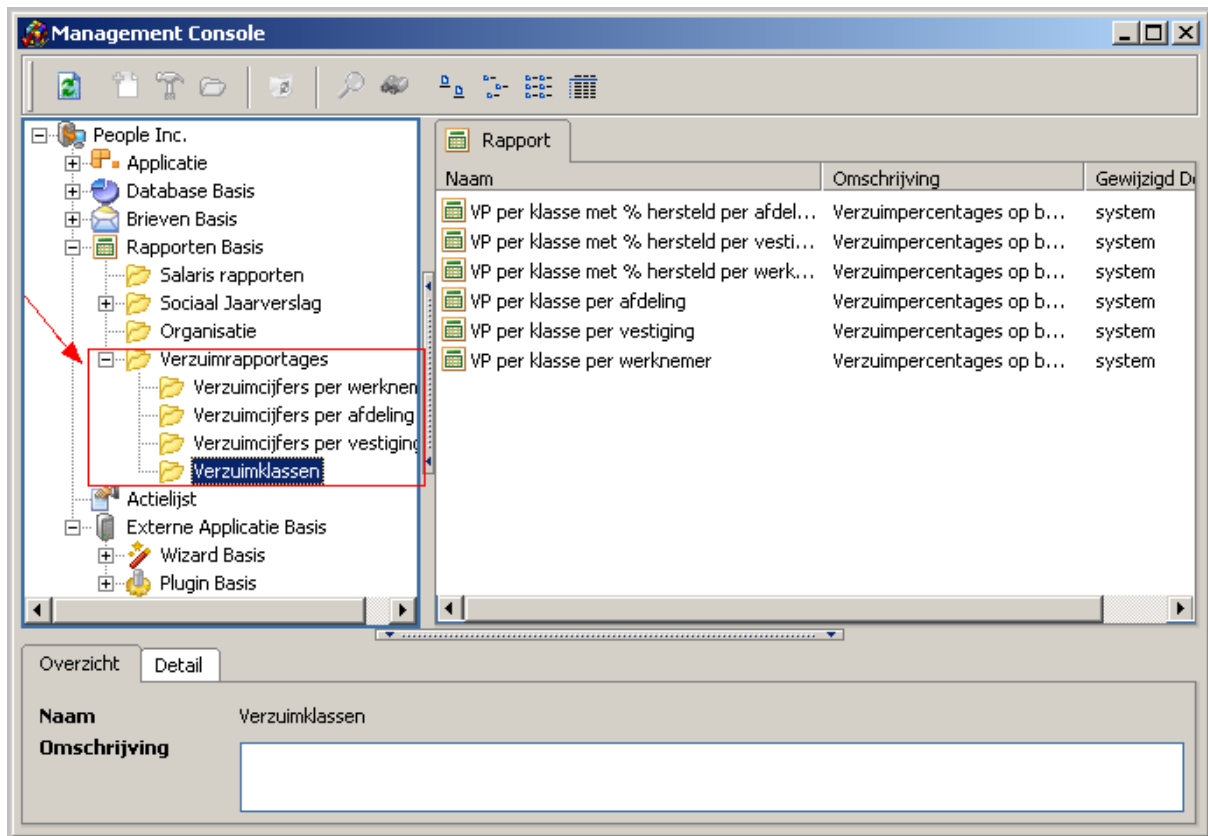 Management Console
People Inc.
Applicatie
Database Basis
Brieven Basis
Rapporten Basis
Salaris rapporten
Sociaal Jaarverslag
Organisatie
Verzuimrapportages
Verzuimcijfers per werknen
Verzuimcijfers per afdeling
Verzuimcijfers per vestiging
Verzuimklassen
Actielijst
Externe Applicatie Basis
Wizard Basis
Plugin Basis
Rapport
Naam Omschrijving Gewijzigd D
VP per klasse met % hersteld per afdel... Verzuimpercentages op b... system
VP per klasse met % hersteld per vesti... Verzuimpercentages op b... system
VP per klasse met % hersteld per werk... Verzuimpercentages op b... system
VP per klasse per afdeling Verzuimpercentages op b... system
VP per klasse per vestiging Verzuimpercentages op b... system
VP per klasse per werknemer Verzuimpercentages op b... system
Overzicht Detail
Naam Verzuimklassen
Omschrijving